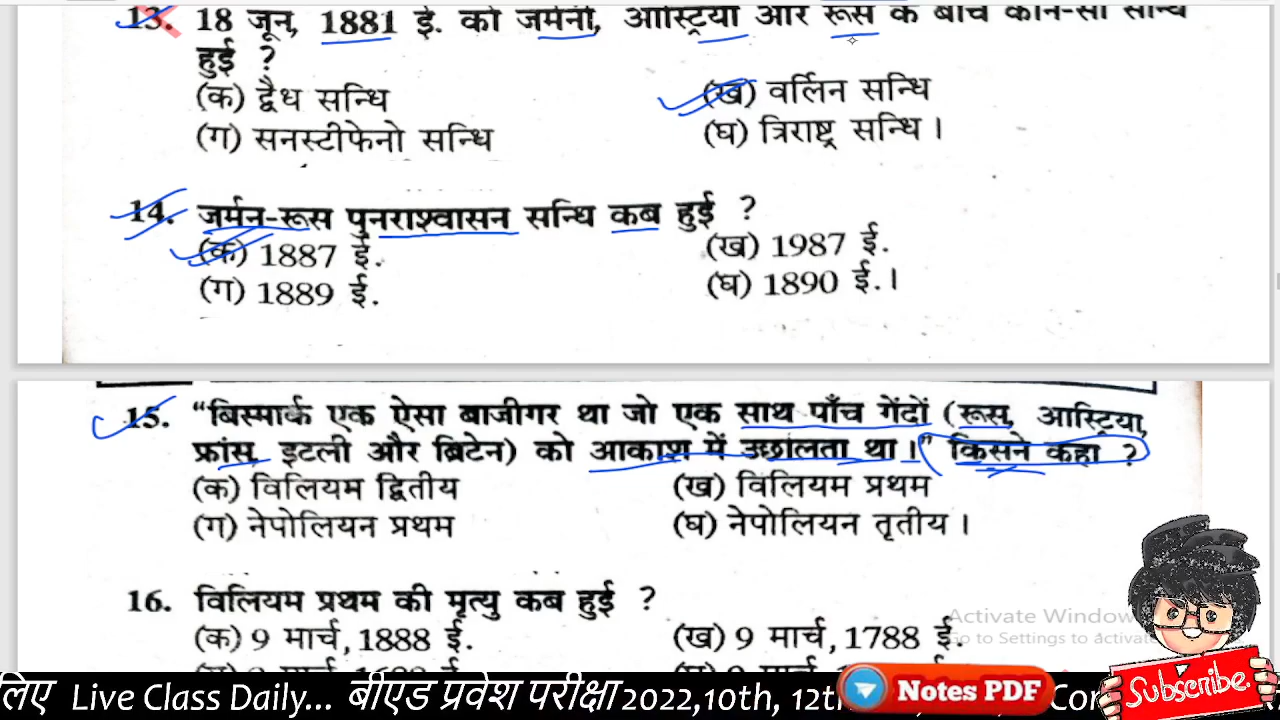 13. 18 जून, 1881 ई. को जर्मनी, आस्ट्रिया और रूस के बीच कौन-सी सन्धि
हुई ?
(क) द्वैध सन्धि (ख) वर्लिन सन्धि
(ग) सनस्टीफेनो सन्धि (घ) त्रिराष्ट्र सन्धि।
14. जर्मन-रूस पुनराश्वासन सन्धि कब हुई ?
(क) 1887 ई. (ख) 1987 ई.
(ग) 1889 ई. (घ) 1890 ई.।
15. “बिस्मार्क एक ऐसा बाजीगर था जो एक साथ पाँच गेंदों (रूस, आस्ट्रिया,
फ्रांस, इटली और ब्रिटेन) को आकाश में उछालता था।” किसने कहा ?
(क) विलियम द्वितीय (ख) विलियम प्रथम
(ग) नेपोलियन प्रथम (घ) नेपोलियन तृतीय।
16. विलियम प्रथम की मृत्यु कब हुई ?
(क) 9 मार्च, 1888 ई. (ख) 9 मार्च, 1788 ई.
Activate Window
Go to Settings to activate
लिए Live Class Daily... बीएड प्रवेश परीक्षा 2022,10th, 12th
Notes PDF
Subscribe